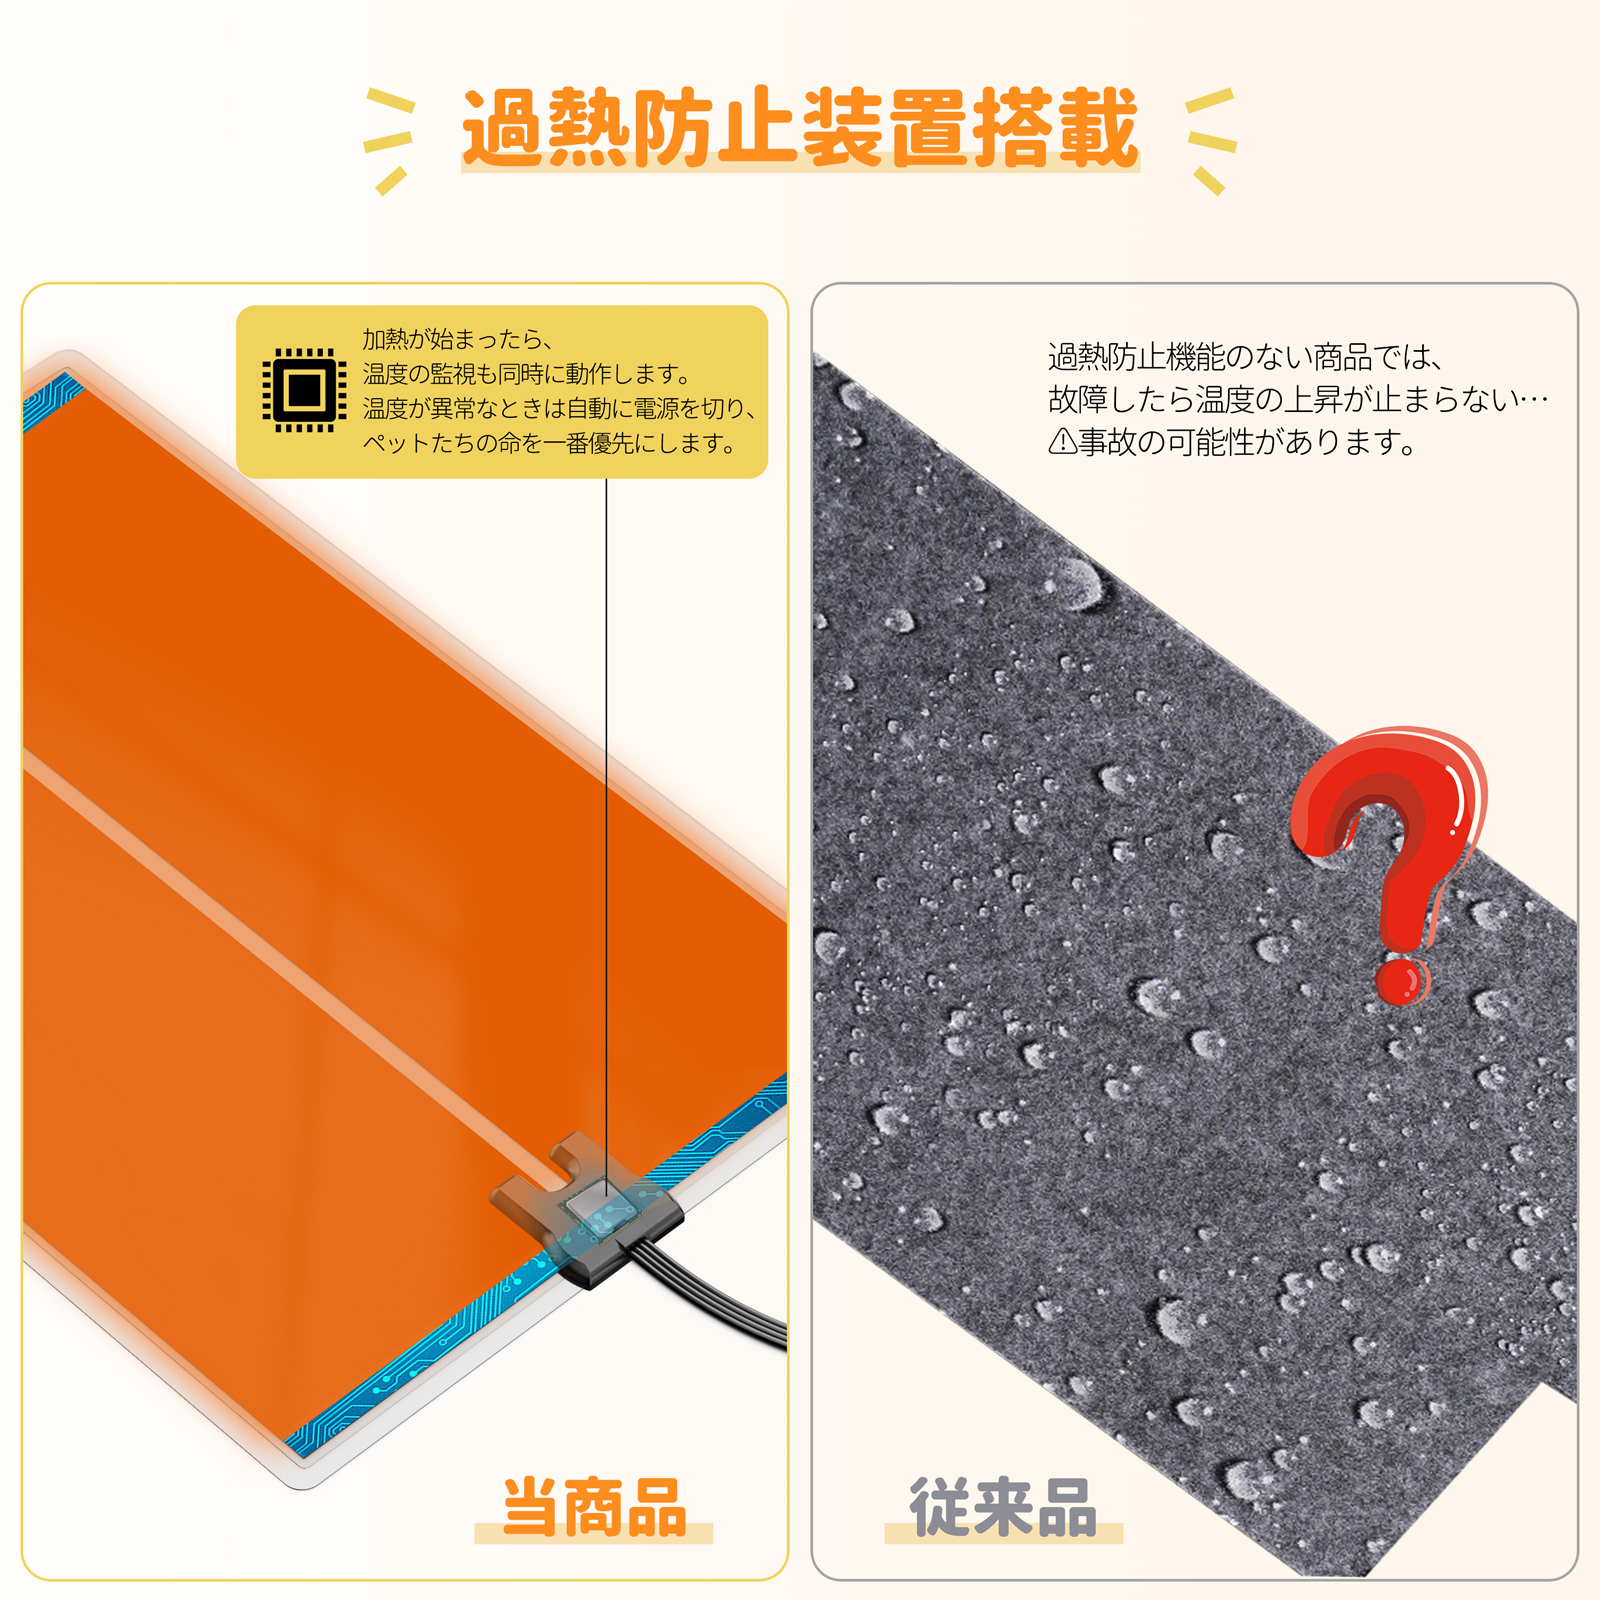 過熱防止装置搭載
加熱が始まったら、
温度の監視も同時に動作します。
温度が異常なときは自動に電源を切り、
ペットたちの命を一番優先にします。
過熱防止機能のない商品では、
故障したら温度の上昇が止まらない…
⚠事故の可能性があります。
当商品
従来品